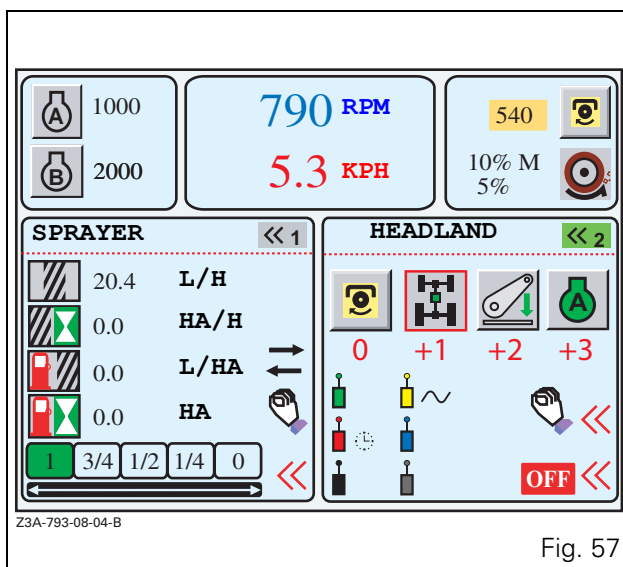 A 1000
B 2000
790 RPM
5.3 KPH
540
10% M
5%
SPRAYER << 1
20.4 L/H
0.0 HA/H
0.0 L/HA
0.0 HA
1 3/4 1/2 1/4 0
<<
HEADLAND << 2
A
0 +1 +2 +3
<<
OFF <<
Z3A-793-08-04-B
Fig. 57